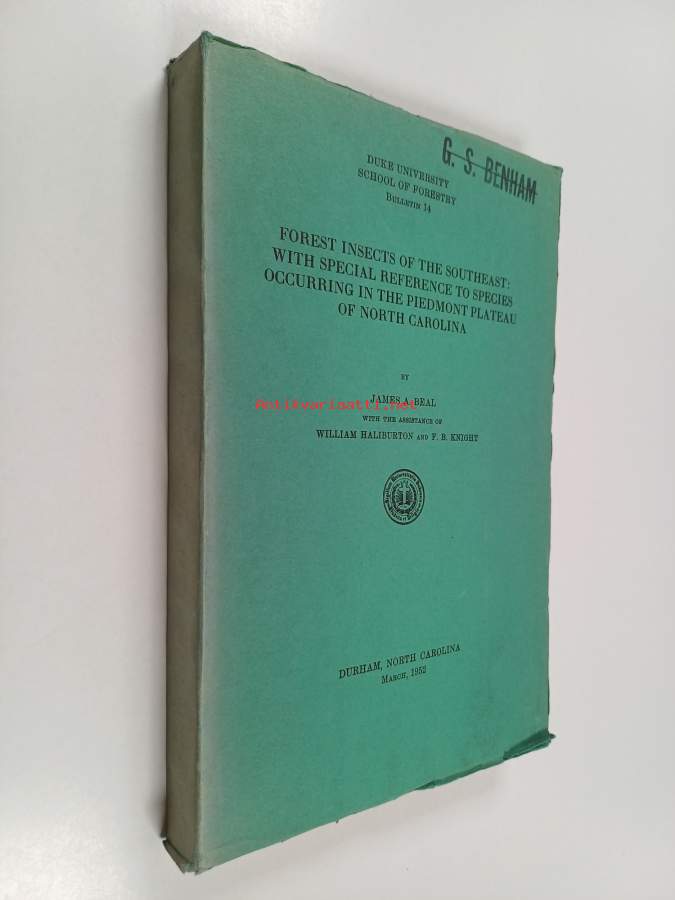 G. S. BENHAM
DUKE UNIVERSITY
SCHOOL OF FORESTRY
BULLETIN 14
FOREST INSECTS OF THE SOUTHEAST:
WITH SPECIAL REFERENCE TO SPECIES
OCCURRING IN THE PIEDMONT PLATEAU
OF NORTH CAROLINA
BY
JAMES A. BEAL
Antikvariaatti.net
WITH THE ASSISTANCE OF
WILLIAM HALIBURTON AND F. B. KNIGHT
DURHAM, NORTH CAROLINA
MARCH, 1952